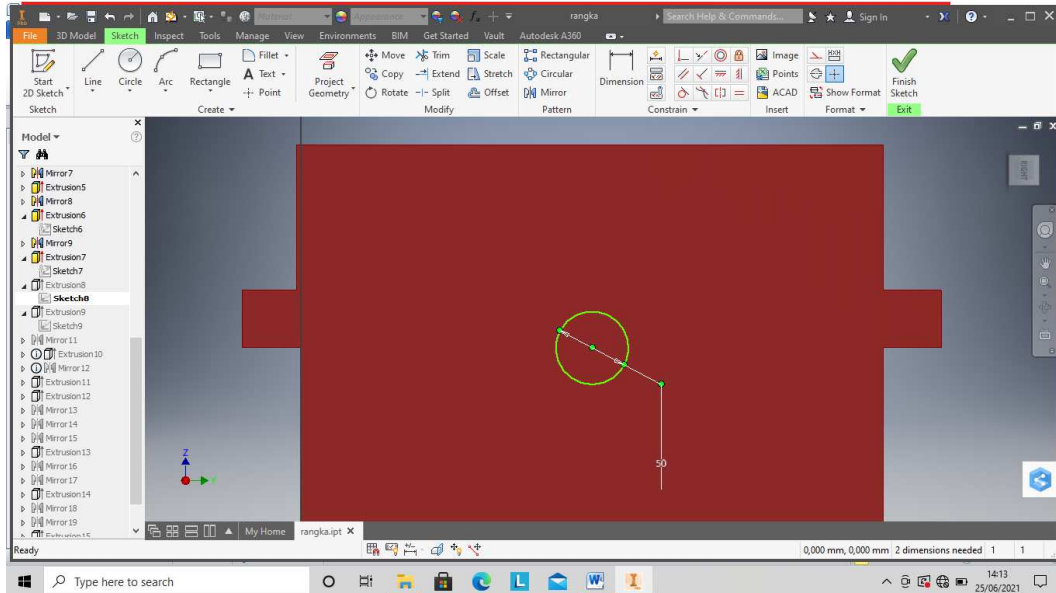 PRO
Material
Appearance
rangka
Search Help & Commands...
Sign In
File 3D Model Sketch Inspect Tools Manage View Environments BIM Get Started Vault Autodesk A360
Start 2D Sketch
Line
Circle
Arc
Rectangle
Fillet
Text
Point
Project Geometry
Move Trim Scale
Copy Extend Stretch
Rotate Split Offset
Rectangular
Circular
Mirror
Dimension
Image
Points
ACAD
Show Format
Finish Sketch
Sketch Create Modify Pattern Constrain Insert Format Exit
Model
Mirror7
Extrusion5
Mirror8
Extrusion6
Sketch6
Mirror9
Extrusion7
Sketch7
Extrusion8
Sketch8
Extrusion9
Sketch9
Mirror11
Extrusion10
Mirror12
Extrusion11
Extrusion12
Mirror13
Mirror14
Mirror15
Extrusion13
Mirror16
Mirror17
Extrusion14
Mirror18
Mirror19
Extrusion15
RIGHT
50
Z
Y
My Home rangka.ipt
Ready
0,000 mm, 0,000 mm 2 dimensions needed 1 1
Type here to search
14:13
25/06/2021